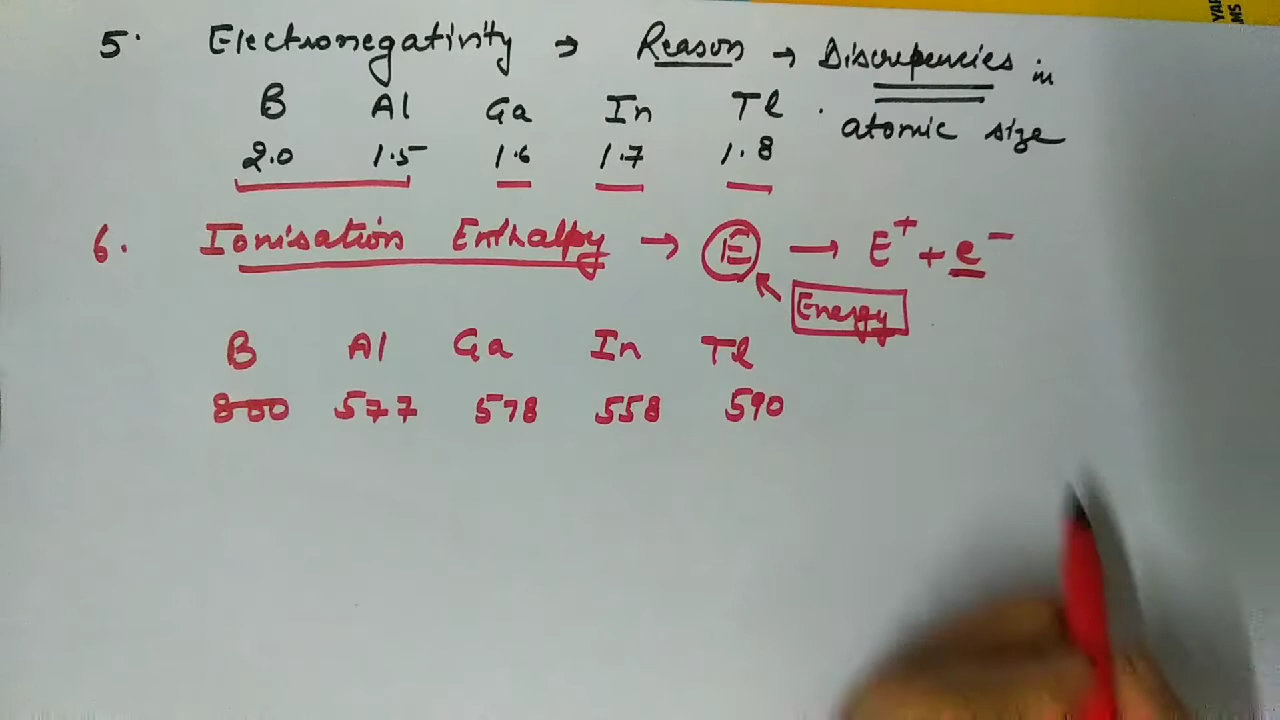 5. Electronegativity → Reason → Discrepencies in
atomic size
B Al Ga In Tl .
2.0 1.5 1.6 1.7 1.8
6. Ionisation Enthalpy → E → E⁺ + e⁻
Energy
B Al Ga In Tl
800 577 578 558 590